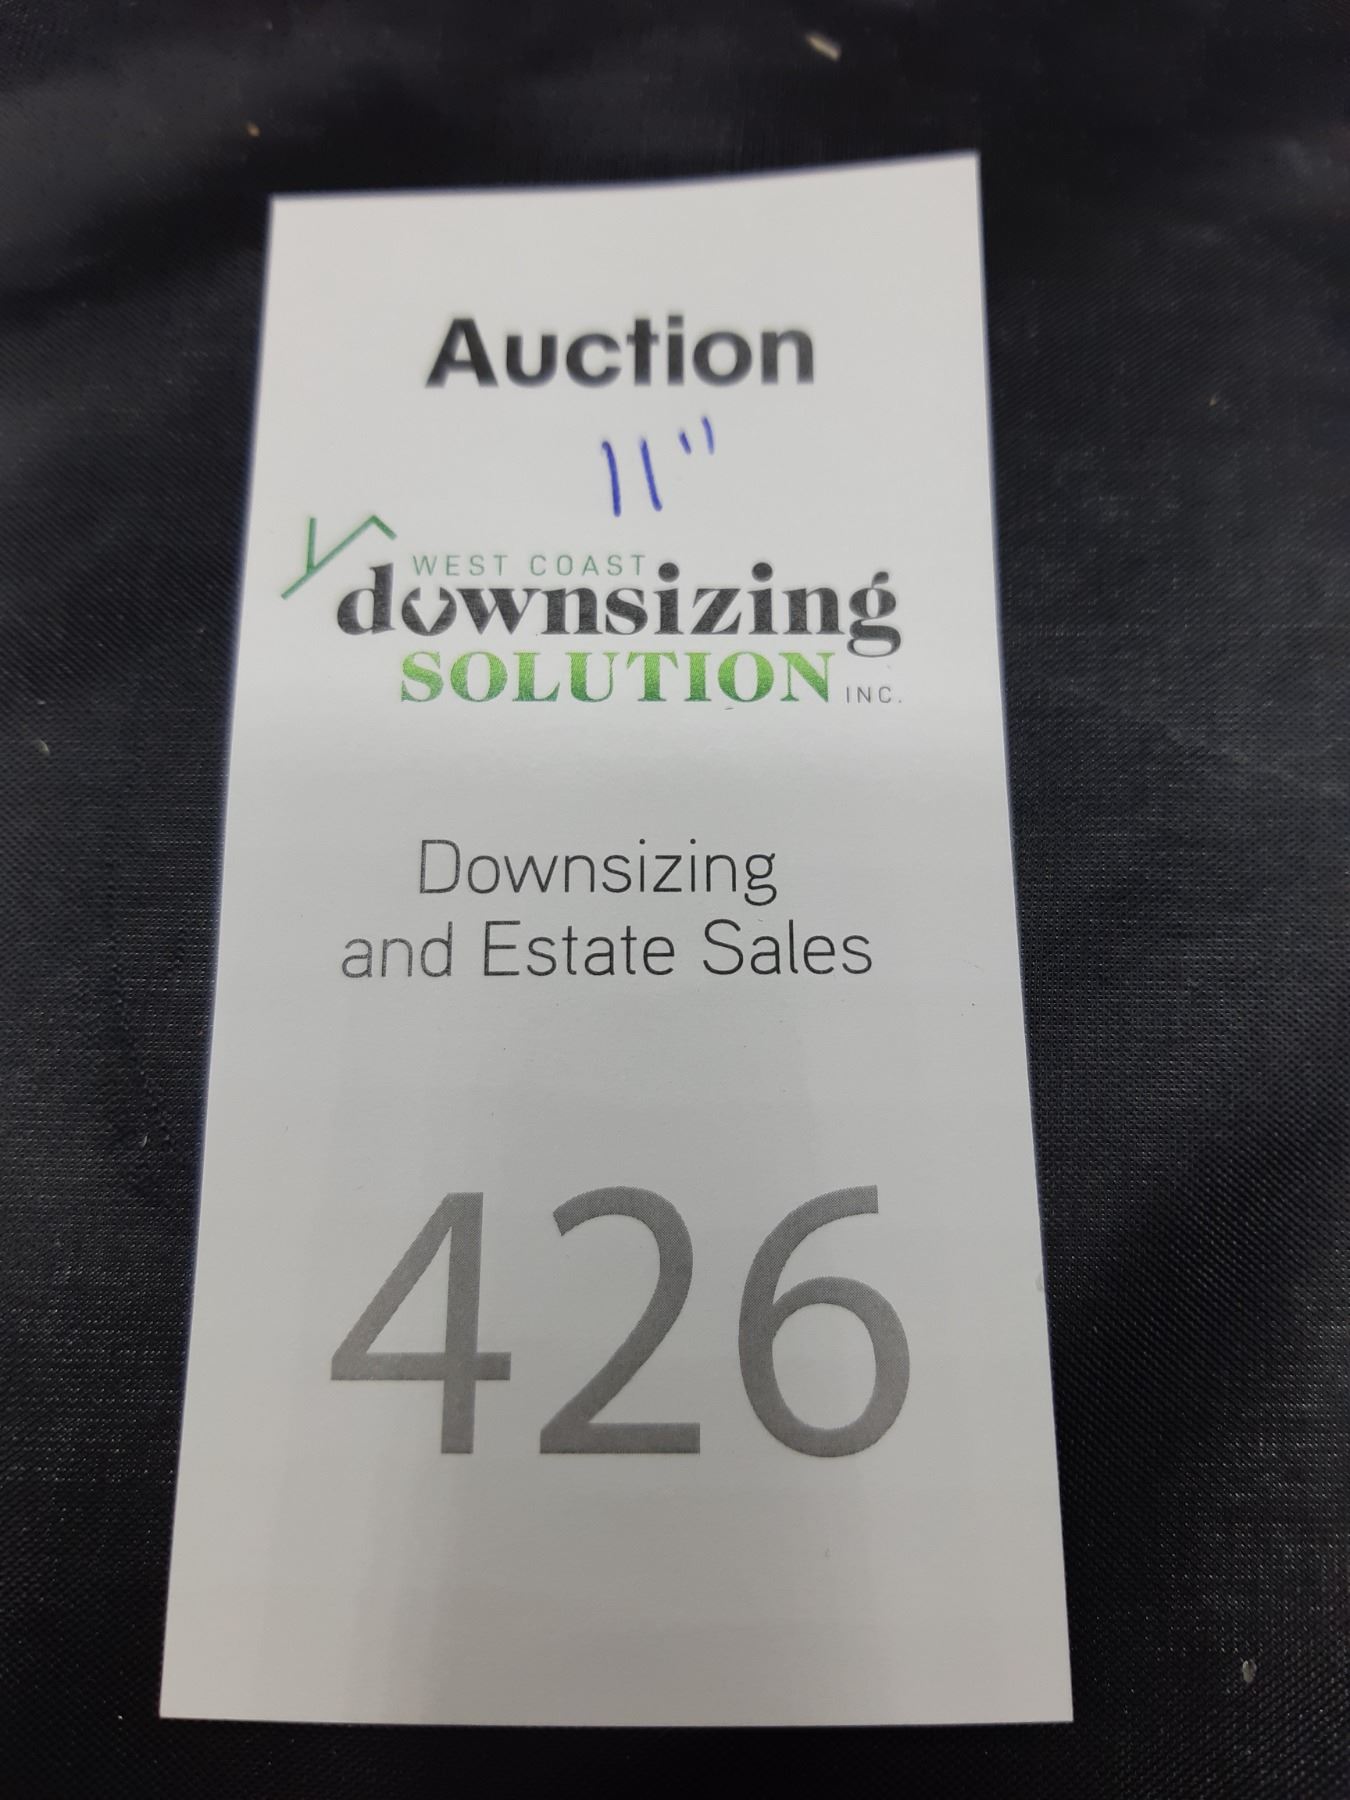 Auction
11"
WEST COAST
downsizing
SOLUTION INC.
Downsizing
and Estate Sales
426